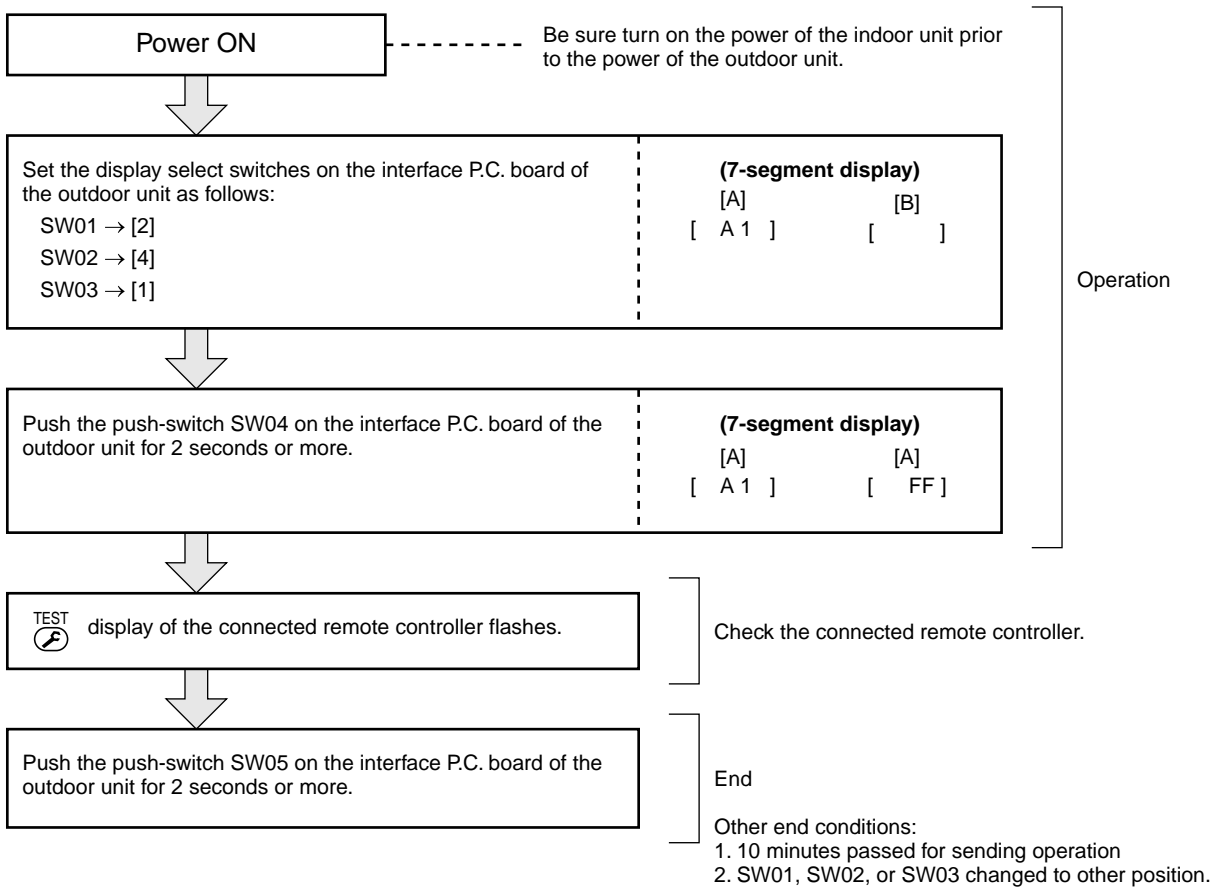 Power ON
Be sure turn on the power of the indoor unit prior
to the power of the outdoor unit.
Set the display select switches on the interface P.C. board of
the outdoor unit as follows:
SW01 → [2]
SW02 → [4]
SW03 → [1]
(7-segment display)
[A] [B]
[ A 1 ] [ ]
Operation
Push the push-switch SW04 on the interface P.C. board of the
outdoor unit for 2 seconds or more.
(7-segment display)
[A] [A]
[ A 1 ] [ FF ]
TEST
display of the connected remote controller flashes.
Check the connected remote controller.
Push the push-switch SW05 on the interface P.C. board of the
outdoor unit for 2 seconds or more.
End
Other end conditions:
1. 10 minutes passed for sending operation
2. SW01, SW02, or SW03 changed to other position.